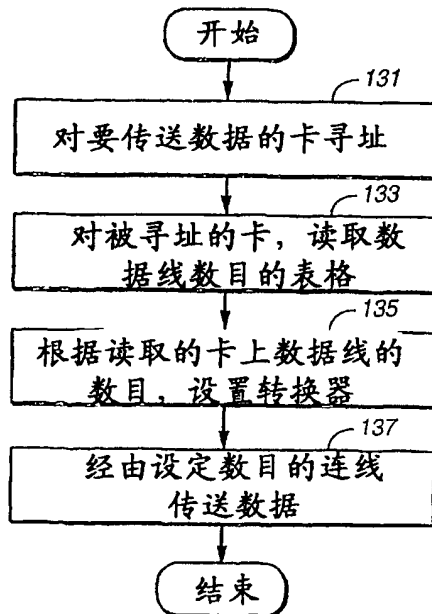 开始
131
对要传送数据的卡寻址
133
对被寻址的卡，读取数
据线数目的表格
135
根据读取的卡上数据线的
数目，设置转换器
137
经由设定数目的连线
传送数据
结束